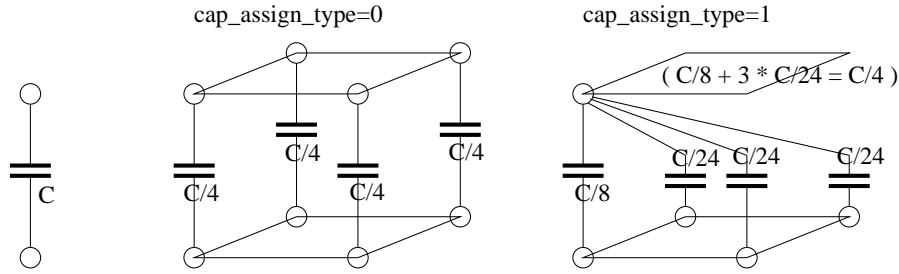 cap_assign_type=0
cap_assign_type=1
( C/8 + 3 * C/24 = C/4 )
C
C/4
C/4
C/4
C/4
C/8
C/24
C/24
C/24